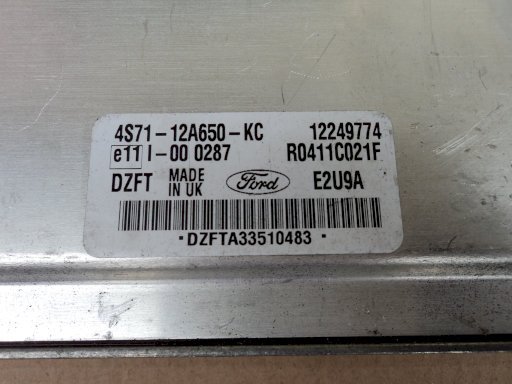 4S71-12A650-KC 12249774
e11 I-00 0287 R0411C021F
DZFT MADE IN UK Ford E2U9A
·DZFTA33510483·